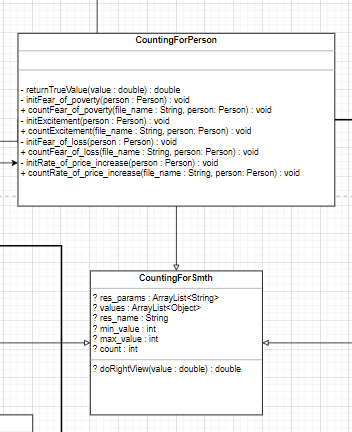 CountingForPerson
- returnTrueValue(value : double) : double
- initFear_of_poverty(person : Person) : void
+ countFear_of_poverty(file_name : String, person: Person) : void
- initExcitement(person : Person) : void
+ countExcitement(file_name : String, person: Person) : void
- initFear_of_loss(person : Person) : void
+ countFear_of_loss(file_name : String, person: Person) : void
- initRate_of_price_increase(person : Person) : void
+ countRate_of_price_increase(file_name : String, person: Person) : void
CountingForSmth
? res_params : ArrayList<String>
? values : ArrayList<Object>
? res_name : String
? min_value : int
? max_value : int
? count : int
? doRightView(value : double) : double